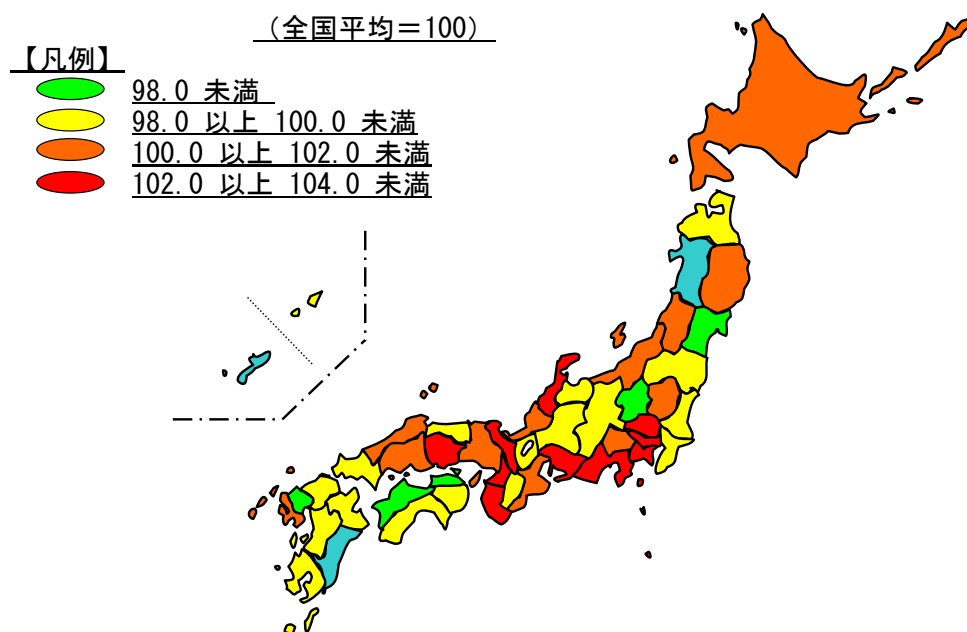 （全国平均＝100）
【凡例】
98.0 未満
98.0 以上 100.0 未満
100.0 以上 102.0 未満
102.0 以上 104.0 未満